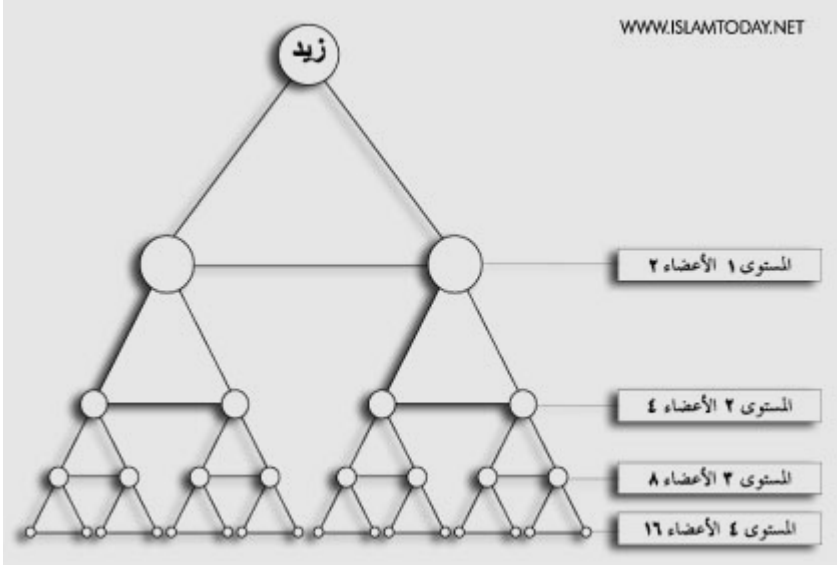 WWW.ISLAMTODAY.NET
زيد
المستوى ١ الأعضاء ٢
المستوى ٢ الأعضاء ٤
المستوى ٣ الأعضاء ٨
المستوى ٤ الأعضاء ١٦